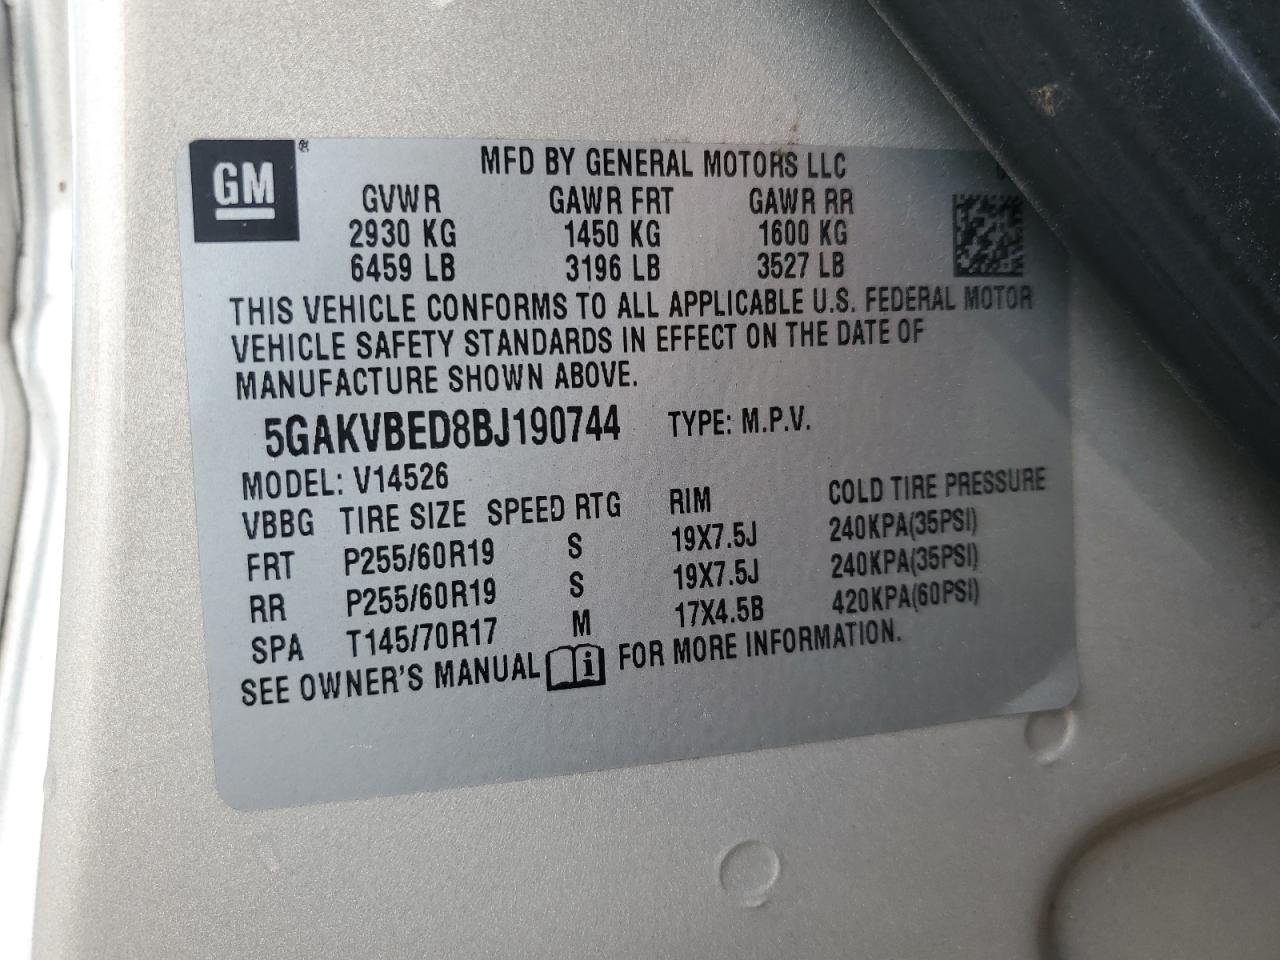 GM®
MFD BY GENERAL MOTORS LLC
GVWR GAWR FRT GAWR RR
2930 KG 1450 KG 1600 KG
6459 LB 3196 LB 3527 LB
THIS VEHICLE CONFORMS TO ALL APPLICABLE U.S. FEDERAL MOTOR
VEHICLE SAFETY STANDARDS IN EFFECT ON THE DATE OF
MANUFACTURE SHOWN ABOVE.
5GAKVBED8BJ190744 TYPE: M.P.V.
MODEL: V14526
VBBG TIRE SIZE SPEED RTG RIM COLD TIRE PRESSURE
FRT P255/60R19 S 19X7.5J 240KPA(35PSI)
RR P255/60R19 S 19X7.5J 240KPA(35PSI)
SPA T145/70R17 M 17X4.5B 420KPA(60PSI)
SEE OWNER'S MANUAL i FOR MORE INFORMATION.